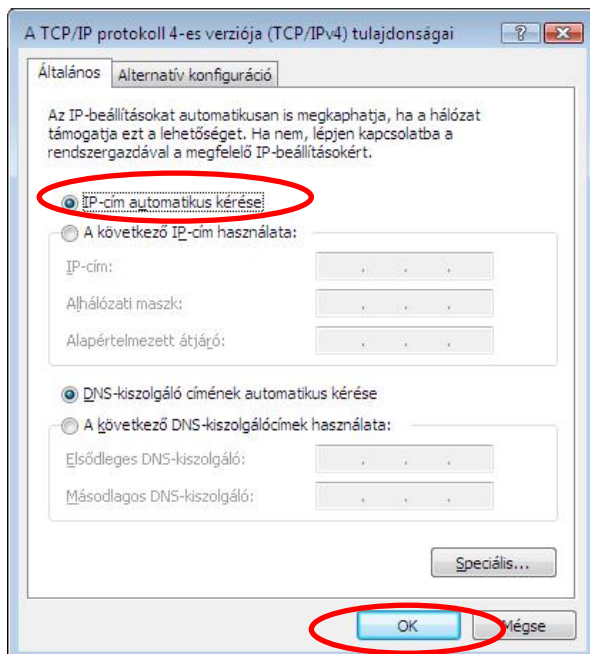 A TCP/IP protokoll 4-es verziója (TCP/IPv4) tulajdonságai
Általános Alternatív konfiguráció
Az IP-beállításokat automatikusan is megkaphatja, ha a hálózat
támogatja ezt a lehetőséget. Ha nem, lépjen kapcsolatba a
rendszergazdával a megfelelő IP-beállításokért.
IP-cím automatikus kérése
A következő IP-cím használata:
IP-cím:
Alhálózati maszk:
Alapértelmezett átjáró:
DNS-kiszolgáló címének automatikus kérése
A következő DNS-kiszolgálócímek használata:
Elsődleges DNS-kiszolgáló:
Másodlagos DNS-kiszolgáló:
Speciális...
OK Mégse